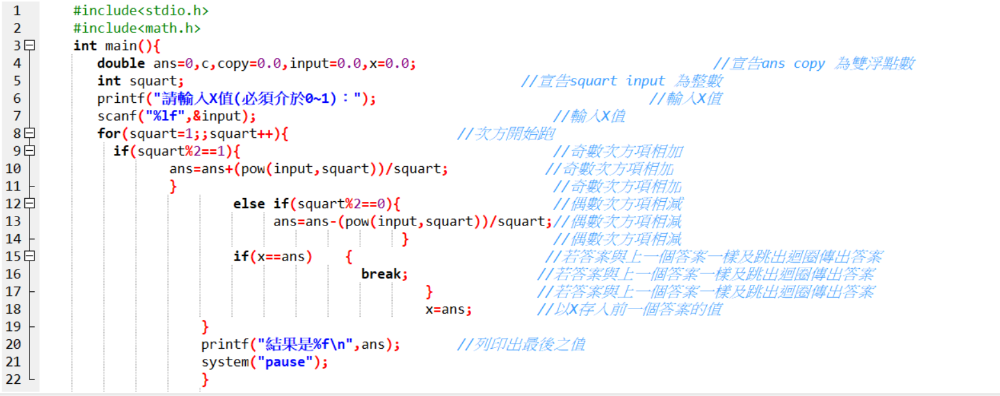 1 #include<stdio.h>
2 #include<math.h>
3 int main(){
4 double ans=0,c,copy=0.0,input=0.0,x=0.0; //宣告ans copy 為雙浮點數
5 int squart; //宣告squart input 為整數
6 printf("請輸入X值(必須介於0~1)："); //輸入X值
7 scanf("%lf",&input); //輸入X值
8 for(squart=1;;squart++){ //次方開始跑
9 if(squart%2==1){ //奇數次方項相加
10 ans=ans+(pow(input,squart))/squart; //奇數次方項相加
11 } //奇數次方項相加
12 else if(squart%2==0){ //偶數次方項相減
13 ans=ans-(pow(input,squart))/squart;//偶數次方項相減
14 } //偶數次方項相減
15 if(x==ans) { //若答案與上一個答案一樣及跳出迴圈傳出答案
16 break; //若答案與上一個答案一樣及跳出迴圈傳出答案
17 } //若答案與上一個答案一樣及跳出迴圈傳出答案
18 x=ans; //以X存入前一個答案的值
19 }
20 printf("結果是%f\n",ans); //列印出最後之值
21 system("pause");
22 }